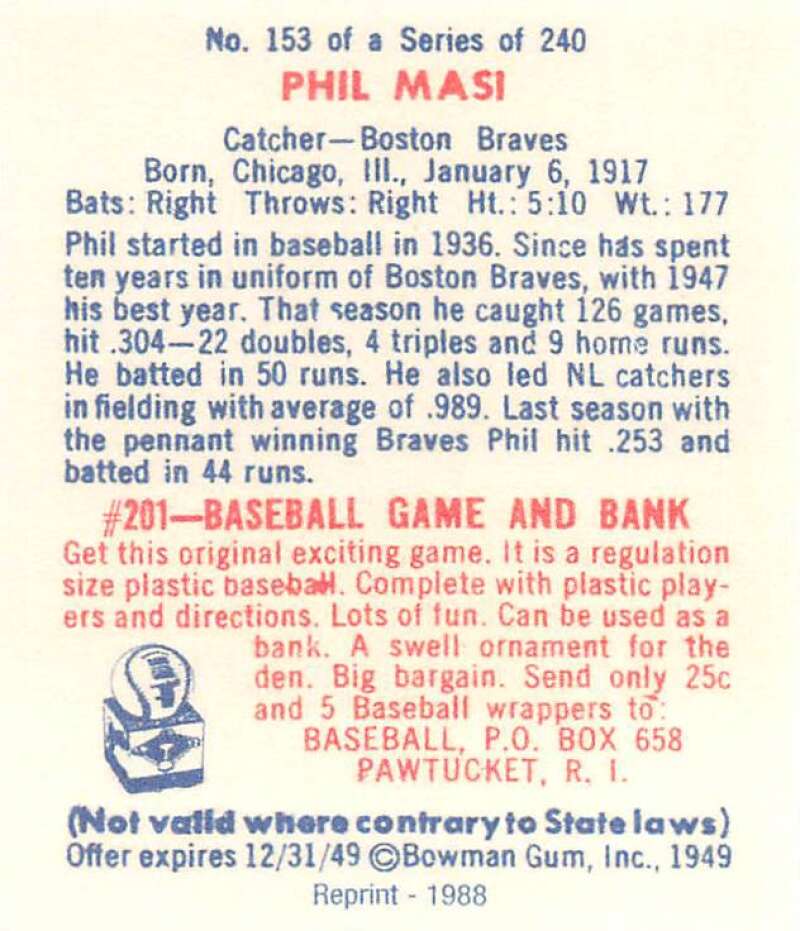 No. 153 of a Series of 240
PHIL MASI
Catcher—Boston Braves
Born, Chicago, Ill., January 6, 1917
Bats: Right Throws: Right Ht.: 5:10 Wt.: 177
Phil started in baseball in 1936. Since has spent
ten years in uniform of Boston Braves, with 1947
his best year. That season he caught 126 games,
hit .304—22 doubles, 4 triples and 9 home runs.
He batted in 50 runs. He also led NL catchers
in fielding with average of .989. Last season with
the pennant winning Braves Phil hit .253 and
batted in 44 runs.
#201—BASEBALL GAME AND BANK
Get this original exciting game. It is a regulation
size plastic baseball. Complete with plastic play-
ers and directions. Lots of fun. Can be used as a
bank. A swell ornament for the
den. Big bargain. Send only 25c
and 5 Baseball wrappers to:
BASEBALL, P.O. BOX 658
PAWTUCKET, R. I.
(Not valid where contrary to State laws)
Offer expires 12/31/49 ©Bowman Gum, Inc., 1949
Reprint - 1988